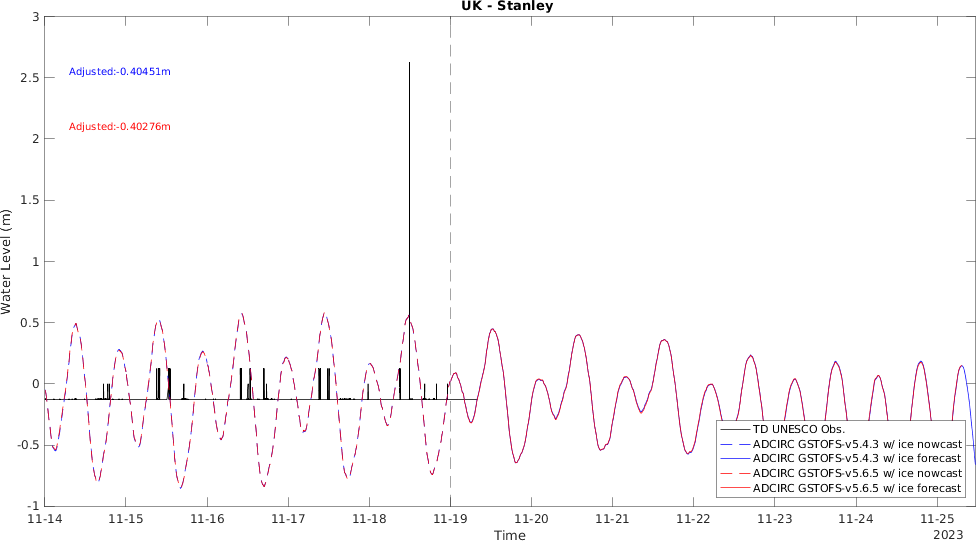 UK - Stanley
Adjusted:-0.40451m
Adjusted:-0.40276m
Water Level (m)
3
2.5
2
1.5
1
0.5
0
-0.5
-1
TD UNESCO Obs.
ADCIRC GSTOFS-v5.4.3 w/ ice nowcast
ADCIRC GSTOFS-v5.4.3 w/ ice forecast
ADCIRC GSTOFS-v5.6.5 w/ ice nowcast
ADCIRC GSTOFS-v5.6.5 w/ ice forecast
11-14 11-15 11-16 11-17 11-18 11-19 11-20 11-21 11-22 11-23 11-24 11-25
Time
2023